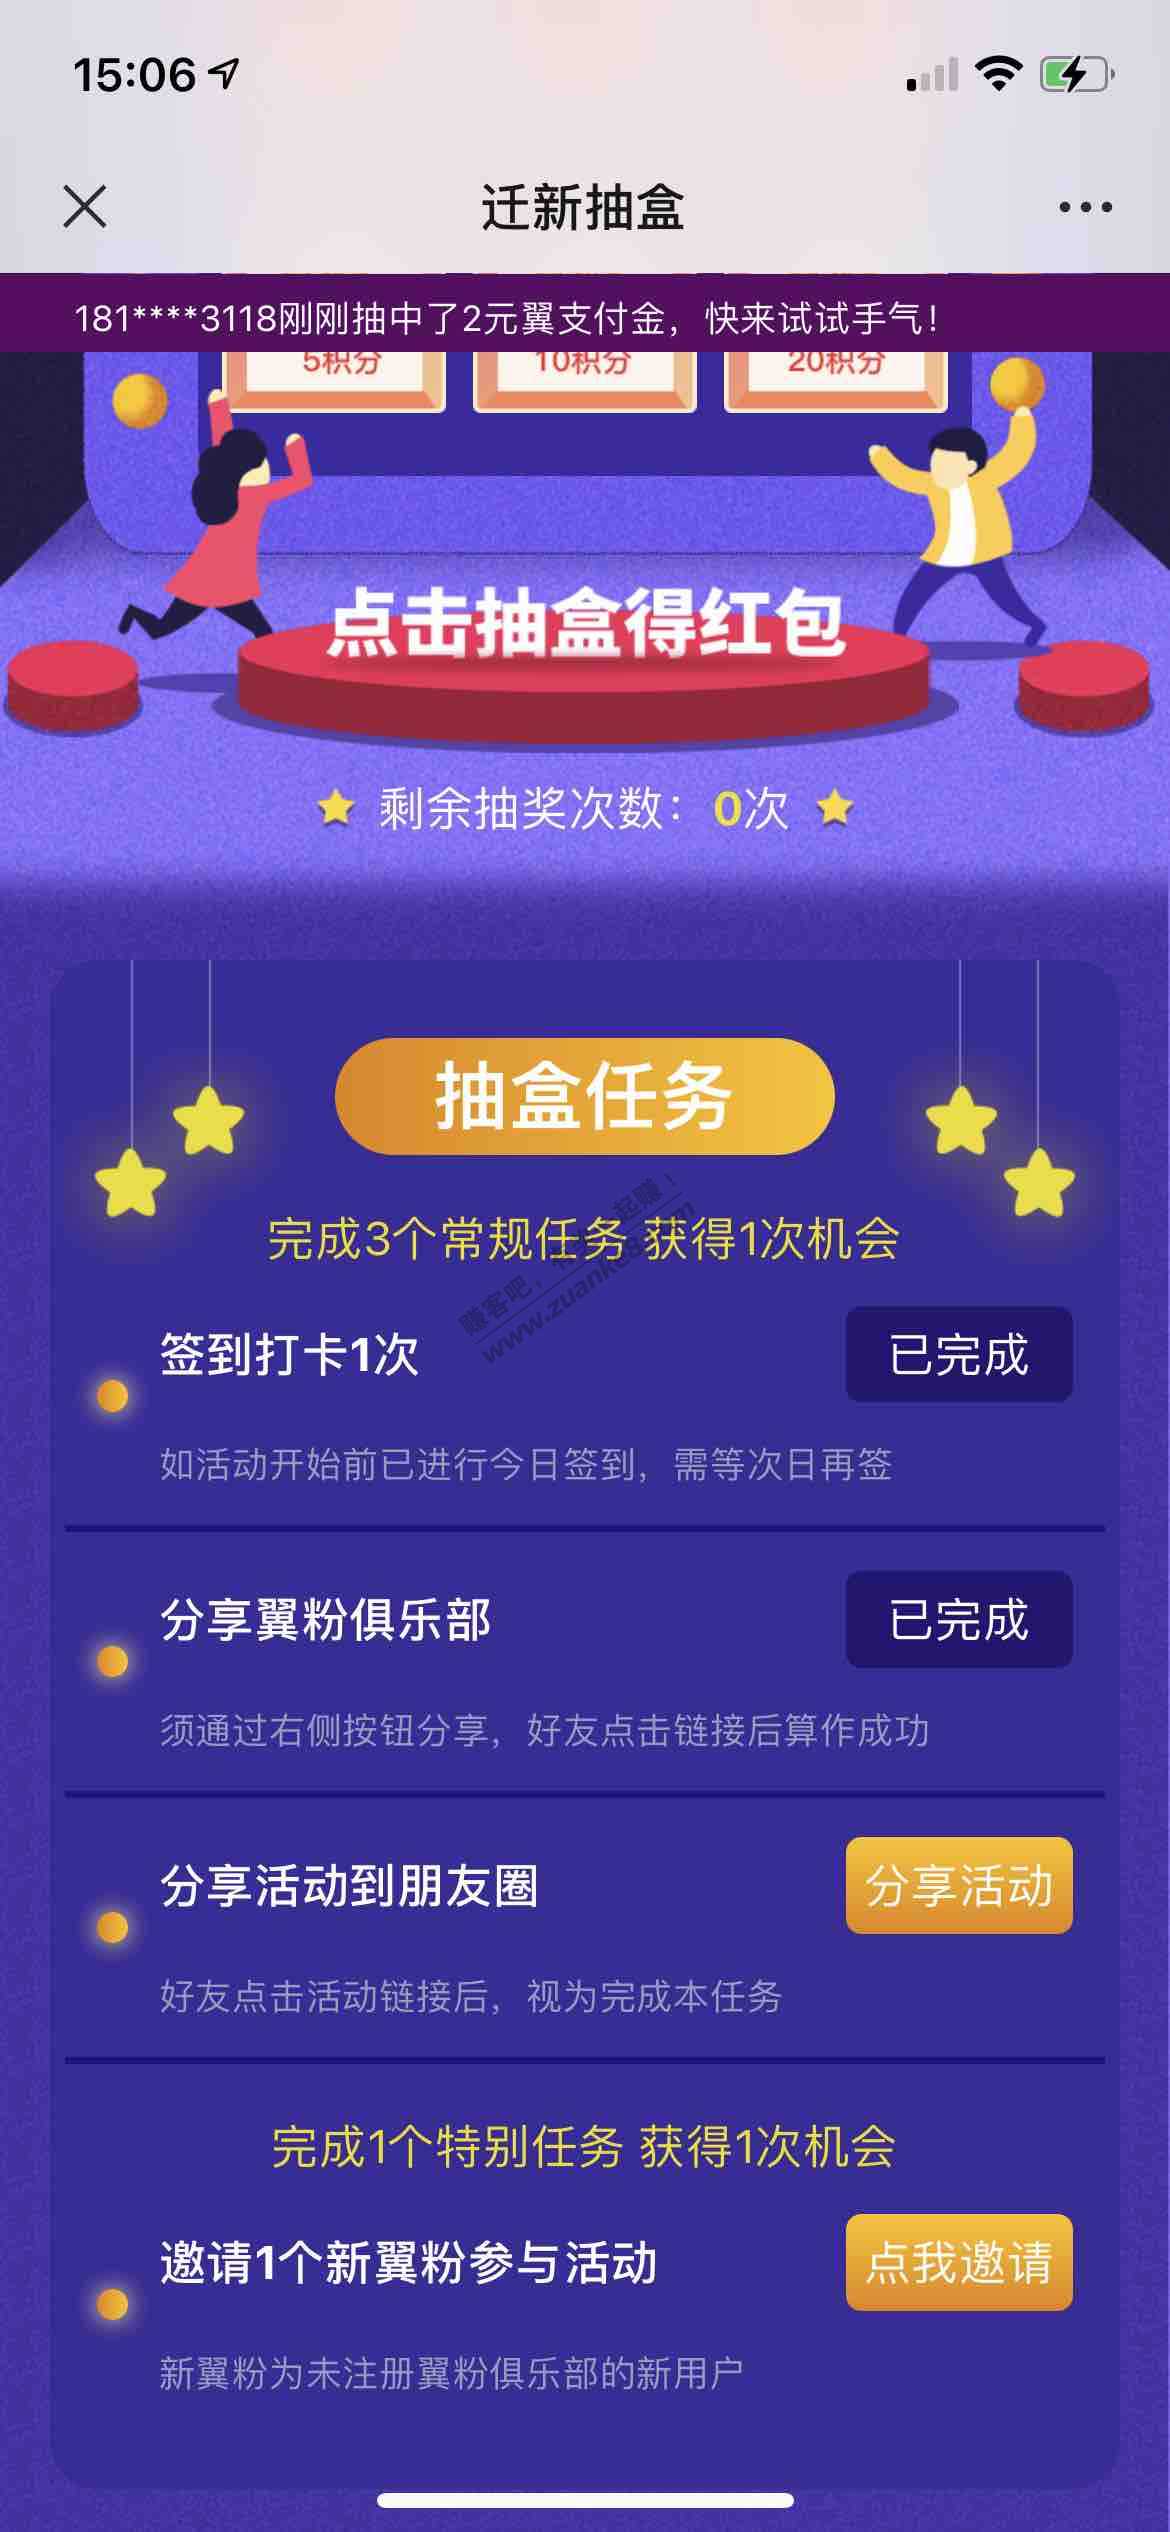 15:06
迁新抽盒
181****3118刚刚抽中了2元翼支付金，快来试试手气！
5积分
10积分
20积分
点击抽盒得红包
剩余抽奖次数：0次
抽盒任务
完成3个常规任务 获得1次机会
赚客吧，有奖一起赚！
www.zuanke8.com
签到打卡1次
已完成
如活动开始前已进行今日签到，需等次日再签
分享翼粉俱乐部
已完成
须通过右侧按钮分享，好友点击链接后算作成功
分享活动到朋友圈
分享活动
好友点击活动链接后，视为完成本任务
完成1个特别任务 获得1次机会
邀请1个新翼粉参与活动
点我邀请
新翼粉为未注册翼粉俱乐部的新用户